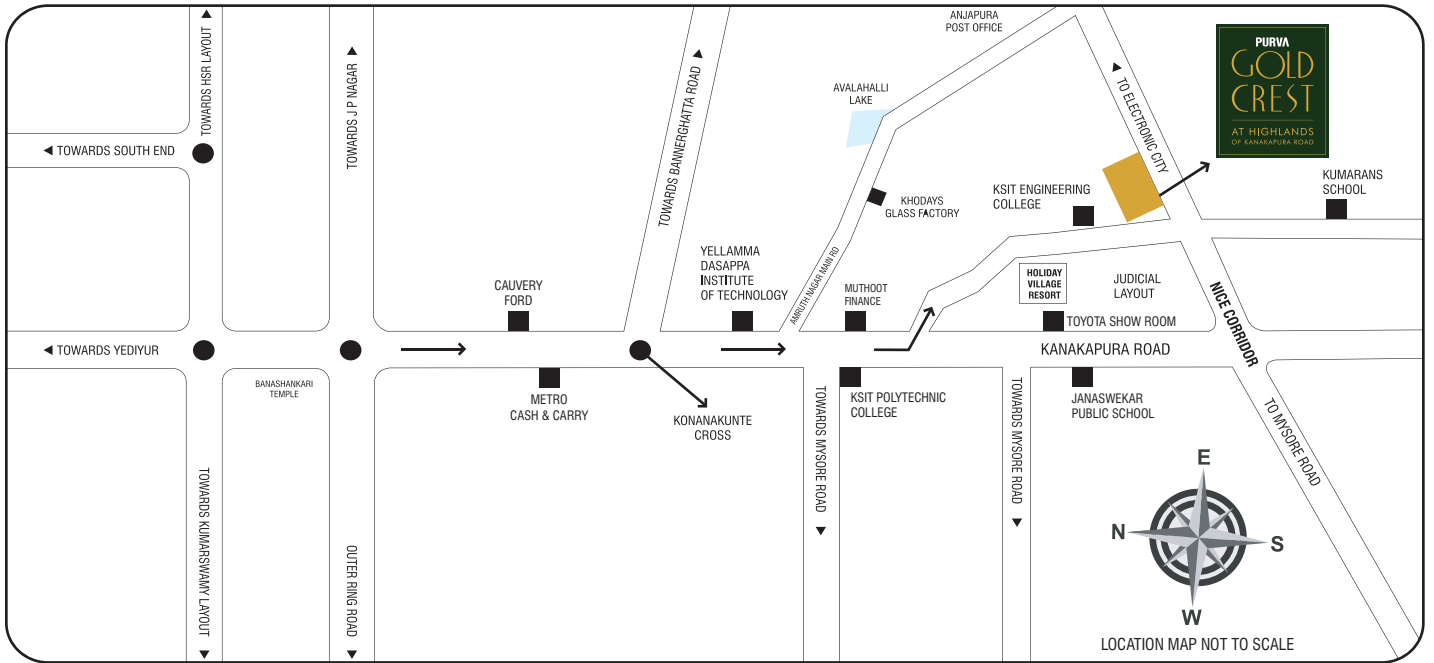 ANJAPURA
POST OFFICE
PURVA
GOLD
CREST
AT HIGHLANDS
OF KANAKAPURA ROAD
TOWARDS HSR LAYOUT
TOWARDS J P NAGAR
TOWARDS BANNERGHATTA ROAD
AVALAHALLI
LAKE
TO ELECTRONIC CITY
TOWARDS SOUTH END
KHODAYS
GLASS FACTORY
KSIT ENGINEERING
COLLEGE
KUMARANS
SCHOOL
YELLAMMA
DASAPPA
INSTITUTE
OF TECHNOLOGY
AMRUTH NAGAR MAIN RD
CAUVERY
FORD
MUTHOOT
FINANCE
HOLIDAY
VILLAGE
RESORT
JUDICIAL
LAYOUT
NICE CORRIDOR
TOYOTA SHOW ROOM
TOWARDS YEDIYUR
KANAKAPURA ROAD
BANASHANKARI
TEMPLE
METRO
CASH & CARRY
KONANAKUNTE
CROSS
TOWARDS MYSORE ROAD
KSIT POLYTECHNIC
COLLEGE
TOWARDS MYSORE ROAD
JANASWEKAR
PUBLIC SCHOOL
TO MYSORE ROAD
TOWARDS KUMARSWAMY LAYOUT
OUTER RING ROAD
E
N
S
W
LOCATION MAP NOT TO SCALE